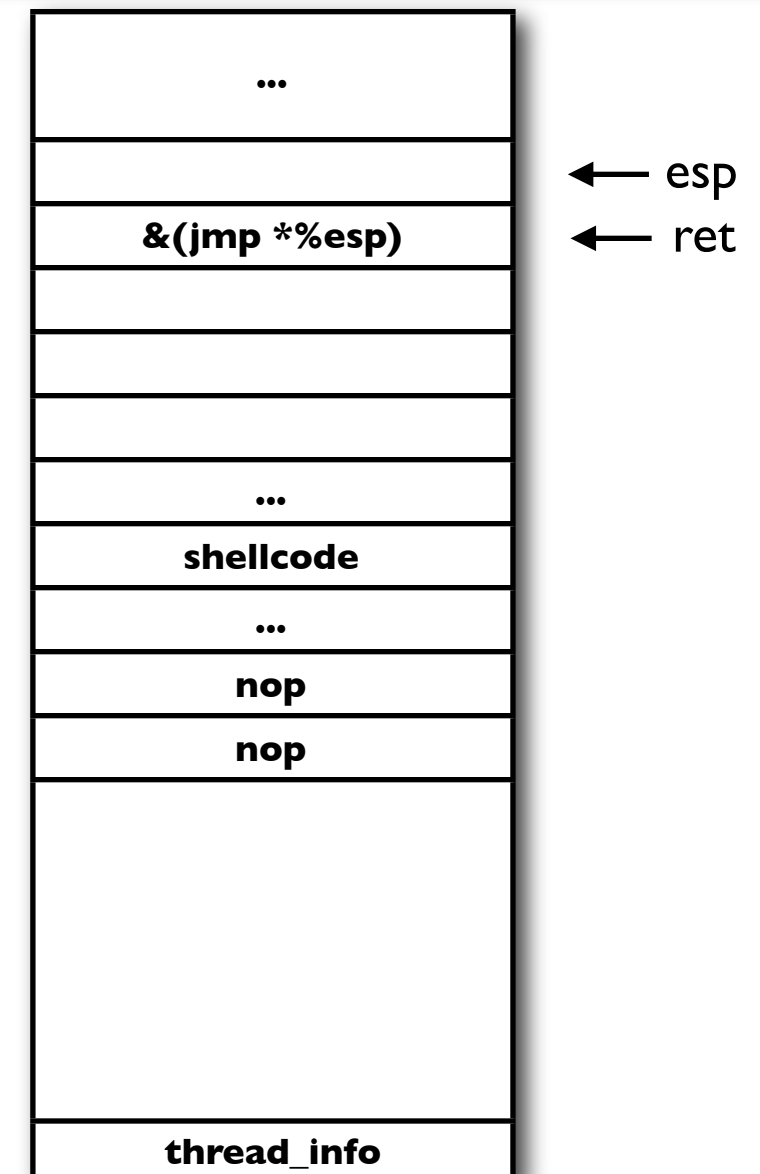 ...
esp
&(jmp *%esp)
ret
...
shellcode
...
nop
nop
thread_info